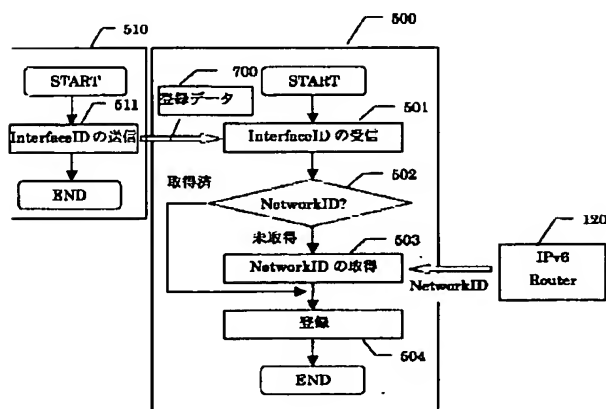 510
500
START
700
START
511
登録データ
501
InterfaceID の送信
InterfaceID の受信
END
取得済
502
NetworkID?
未取得
503
120
NetworkID の取得
IPv6
Router
NetworkID
登録
504
END